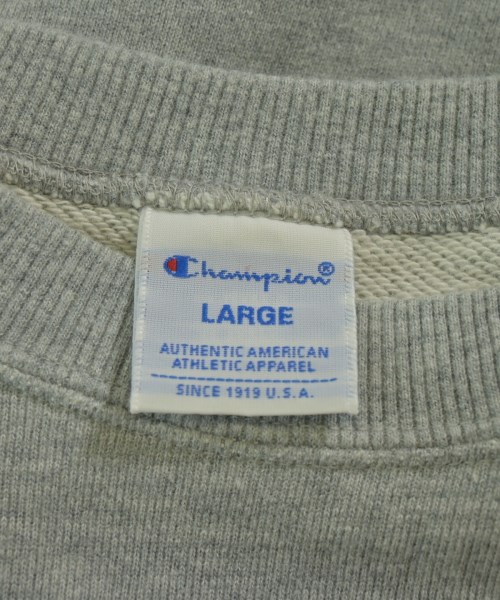 Champion®
LARGE
AUTHENTIC AMERICAN
ATHLETIC APPAREL
SINCE 1919 U.S.A.